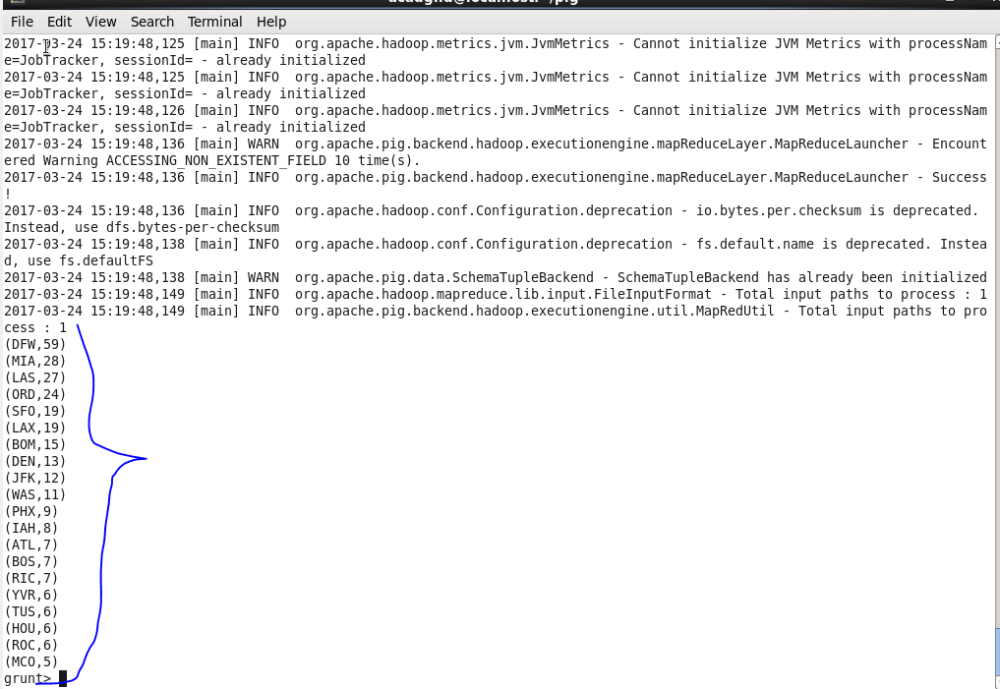 File Edit View Search Terminal Help
2017-03-24 15:19:48,125 [main] INFO  org.apache.hadoop.metrics.jvm.JvmMetrics - Cannot initialize JVM Metrics with processNam
e=JobTracker, sessionId= - already initialized
2017-03-24 15:19:48,125 [main] INFO  org.apache.hadoop.metrics.jvm.JvmMetrics - Cannot initialize JVM Metrics with processNam
e=JobTracker, sessionId= - already initialized
2017-03-24 15:19:48,126 [main] INFO  org.apache.hadoop.metrics.jvm.JvmMetrics - Cannot initialize JVM Metrics with processNam
e=JobTracker, sessionId= - already initialized
2017-03-24 15:19:48,136 [main] WARN  org.apache.pig.backend.hadoop.executionengine.mapReduceLayer.MapReduceLauncher - Encount
ered Warning ACCESSING_NON_EXISTENT_FIELD 10 time(s).
2017-03-24 15:19:48,136 [main] INFO  org.apache.pig.backend.hadoop.executionengine.mapReduceLayer.MapReduceLauncher - Success
!
2017-03-24 15:19:48,136 [main] INFO  org.apache.hadoop.conf.Configuration.deprecation - io.bytes.per.checksum is deprecated.
Instead, use dfs.bytes-per-checksum
2017-03-24 15:19:48,138 [main] INFO  org.apache.hadoop.conf.Configuration.deprecation - fs.default.name is deprecated. Instea
d, use fs.defaultFS
2017-03-24 15:19:48,138 [main] WARN  org.apache.pig.data.SchemaTupleBackend - SchemaTupleBackend has already been initialized
2017-03-24 15:19:48,149 [main] INFO  org.apache.hadoop.mapreduce.lib.input.FileInputFormat - Total input paths to process : 1
2017-03-24 15:19:48,149 [main] INFO  org.apache.pig.backend.hadoop.executionengine.util.MapRedUtil - Total input paths to pro
cess : 1
(DFW,59)
(MIA,28)
(LAS,27)
(ORD,24)
(SFO,19)
(LAX,19)
(BOM,15)
(DEN,13)
(JFK,12)
(WAS,11)
(PHX,9)
(IAH,8)
(ATL,7)
(BOS,7)
(RIC,7)
(YVR,6)
(TUS,6)
(HOU,6)
(ROC,6)
(MCO,5)
grunt>